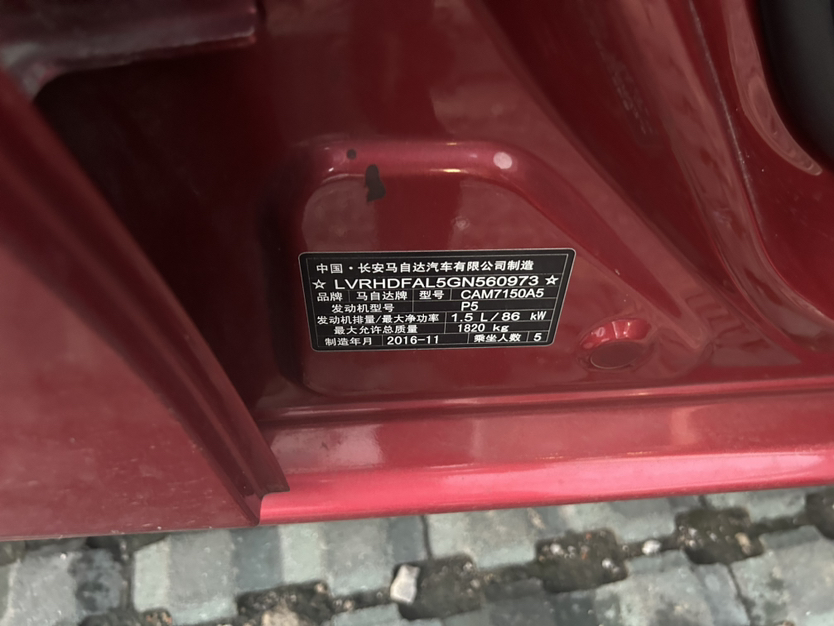 中国·长安马自达汽车有限公司制造
☆ LVRHDFAL5GN560973 ☆
品牌 马自达牌 型号 CAM7150A5
发动机型号 P5
发动机排量/最大净功率 1.5 L/86 kW
最大允许总质量 1820 kg
制造年月 2016-11 乘坐人数 5